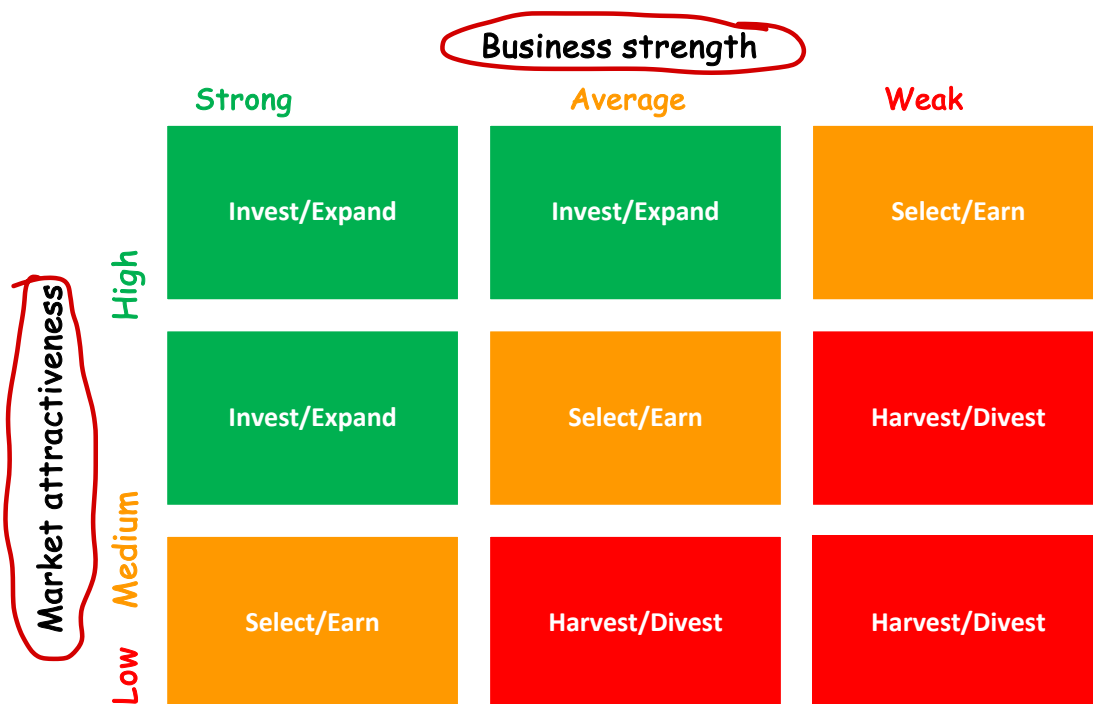 Business strength
Strong Average Weak
Market attractiveness
High
Invest/Expand Invest/Expand Select/Earn
Medium
Invest/Expand Select/Earn Harvest/Divest
Low
Select/Earn Harvest/Divest Harvest/Divest